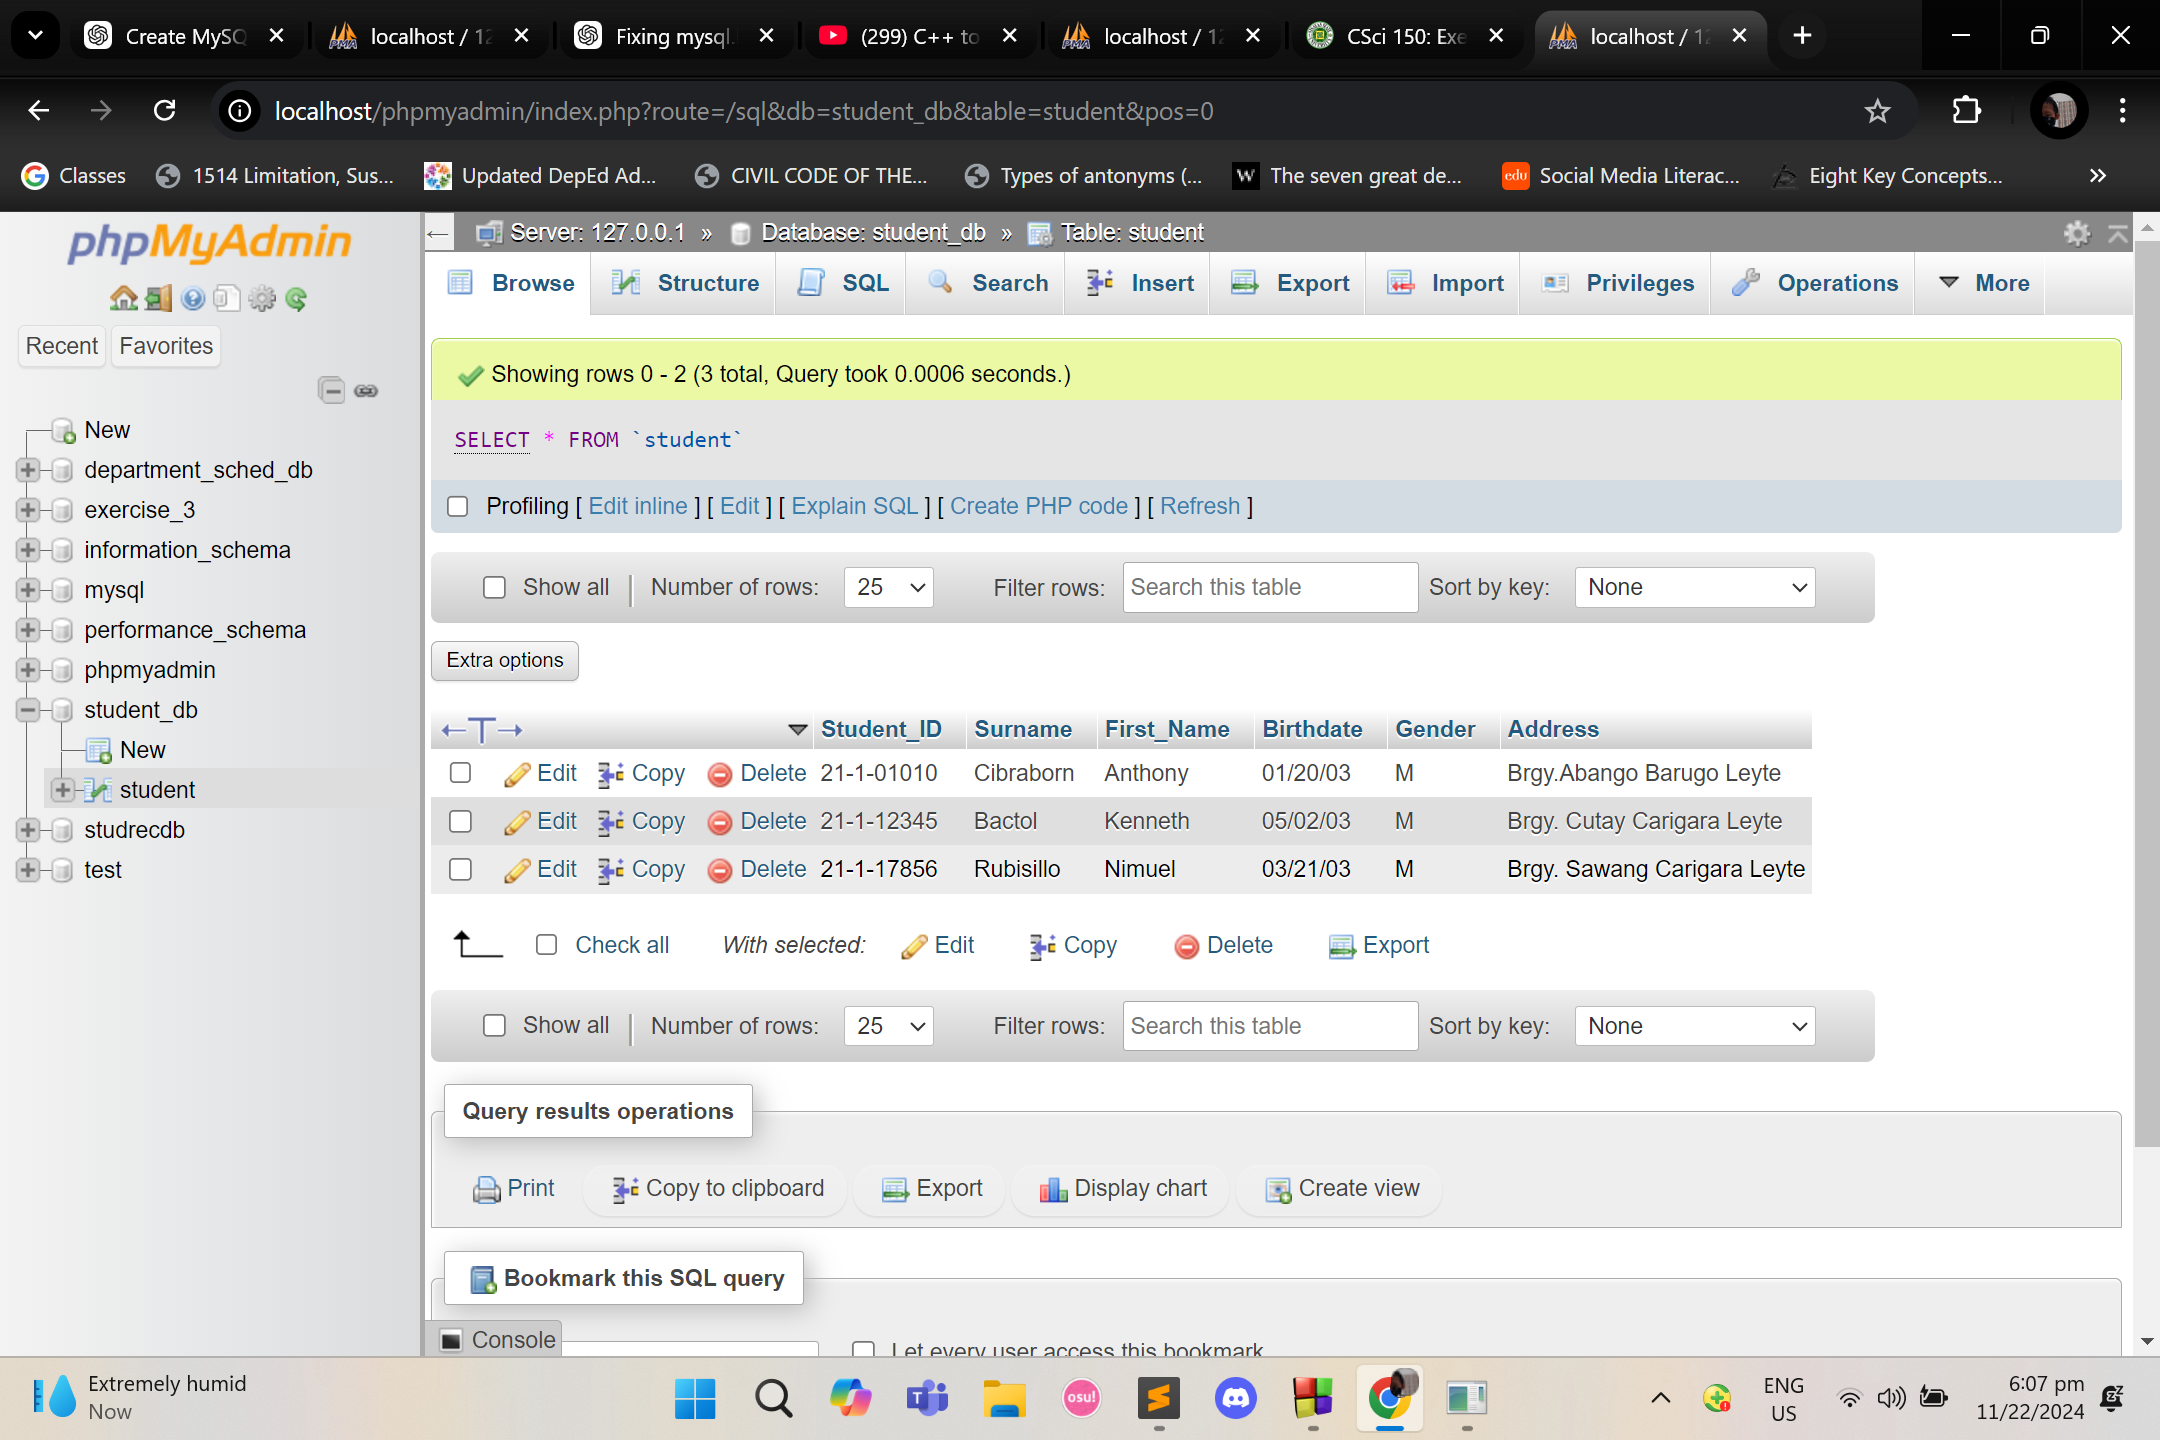 Create MySQ
localhost / 12
Fixing mysql.
(299) C++ to
localhost / 12
CSci 150: Exe
localhost / 12
localhost/phpmyadmin/index.php?route=/sql&db=student_db&table=student&pos=0
Classes
1514 Limitation, Sus...
Updated DepEd Ad...
CIVIL CODE OF THE...
Types of antonyms (...
The seven great de...
Social Media Literac...
Eight Key Concepts...
phpMyAdmin
Recent Favorites
New
department_sched_db
exercise_3
information_schema
mysql
performance_schema
phpmyadmin
student_db
New
student
studrecdb
test
Server: 127.0.0.1 » Database: student_db » Table: student
Browse Structure SQL Search Insert Export Import Privileges Operations More
Showing rows 0 - 2 (3 total, Query took 0.0006 seconds.)
SELECT * FROM `student`
Profiling [ Edit inline ] [ Edit ] [ Explain SQL ] [ Create PHP code ] [ Refresh ]
Show all Number of rows: 25 Filter rows: Search this table Sort by key: None
Extra options
←T→ Student_ID Surname First_Name Birthdate Gender Address
Edit Copy Delete 21-1-01010 Cibraborn Anthony 01/20/03 M Brgy.Abango Barugo Leyte
Edit Copy Delete 21-1-12345 Bactol Kenneth 05/02/03 M Brgy. Cutay Carigara Leyte
Edit Copy Delete 21-1-17856 Rubisillo Nimuel 03/21/03 M Brgy. Sawang Carigara Leyte
Check all With selected: Edit Copy Delete Export
Show all Number of rows: 25 Filter rows: Search this table Sort by key: None
Query results operations
Print Copy to clipboard Export Display chart Create view
Bookmark this SQL query
Console
Let every user access this bookmark
Extremely humid
Now
ENG
US
6:07 pm
11/22/2024